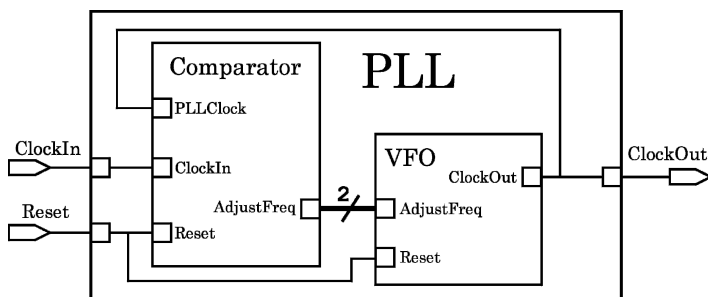 Comparator
PLL
PLLClock
ClockIn
ClockIn
VFO
ClockOut
ClockOut
2
AdjustFreq
AdjustFreq
Reset
Reset
Reset